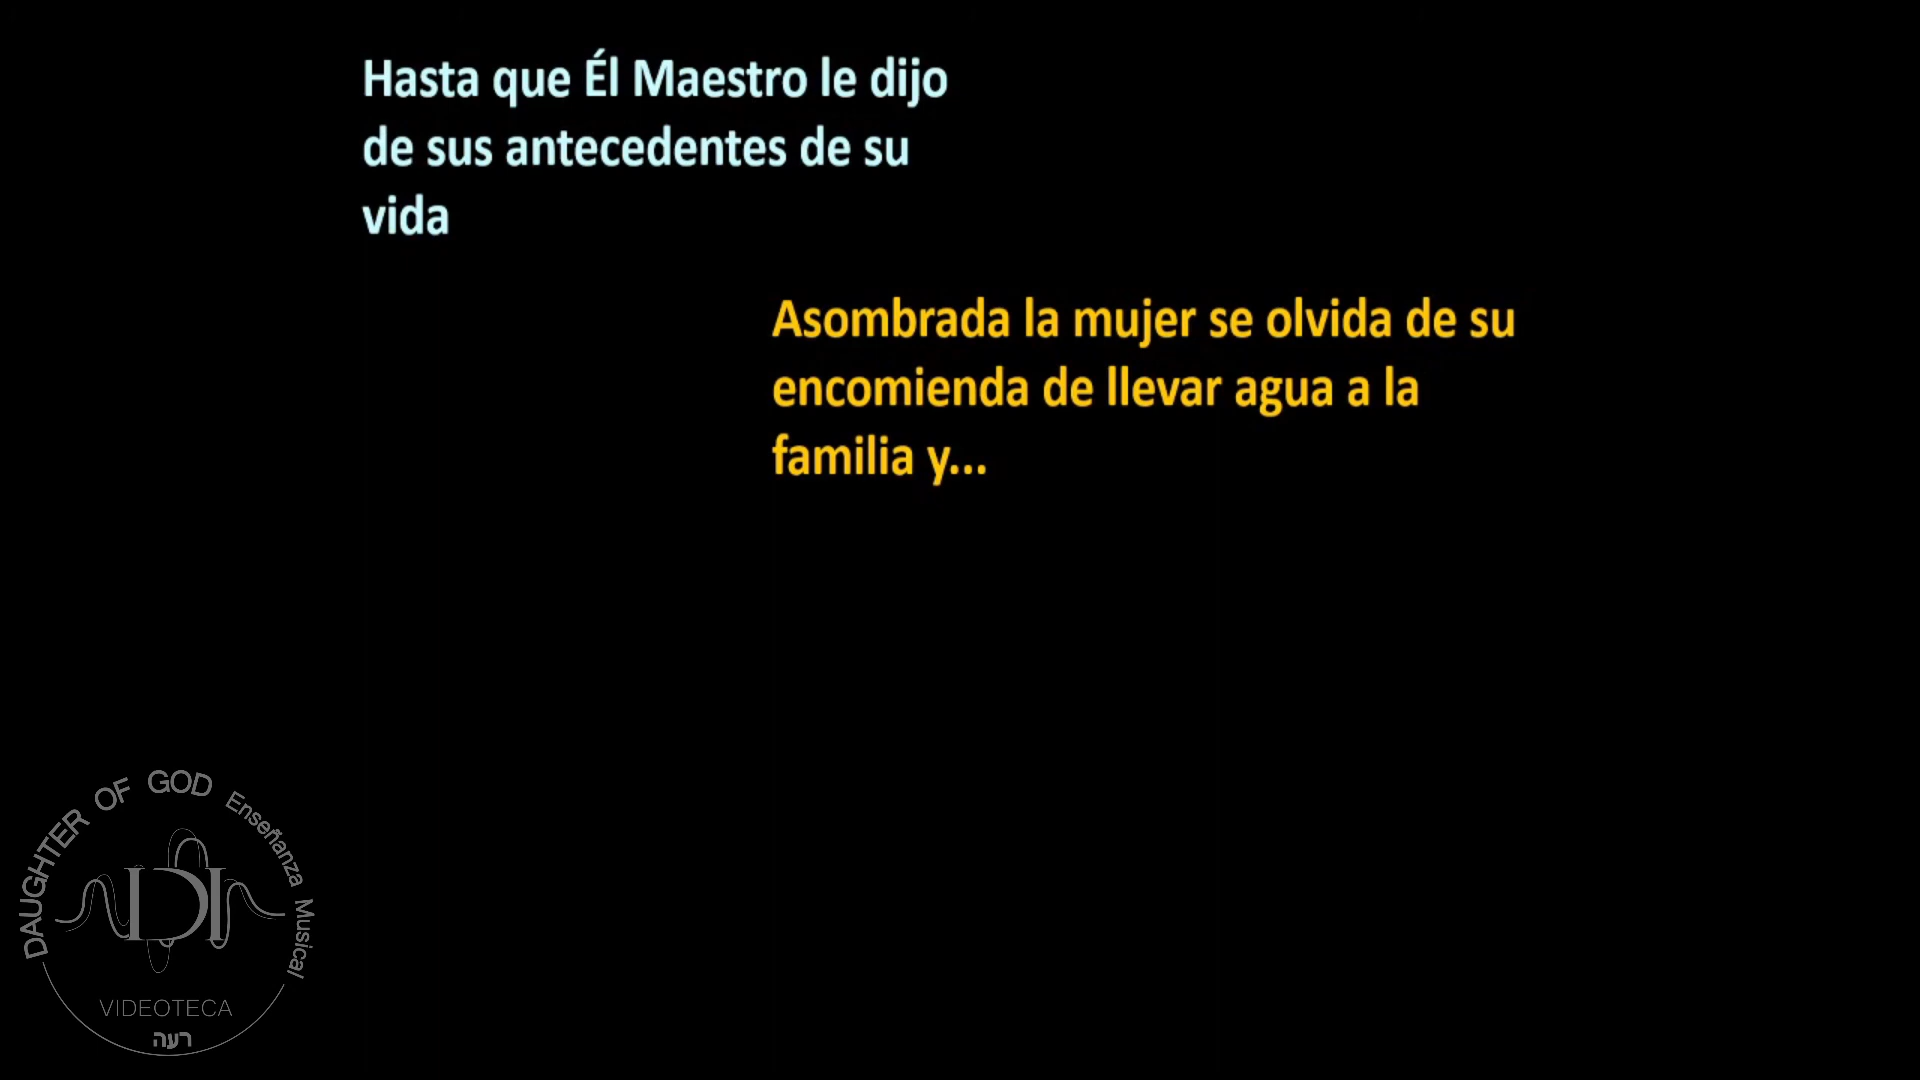 Hasta que Él Maestro le dijo
de sus antecedentes de su
vida
Asombrada la mujer se olvida de su
encomienda de llevar agua a la
familia y...
DAUGHTER OF GOD Enseñanza Musical
DI
VIDEOTECA
רעה